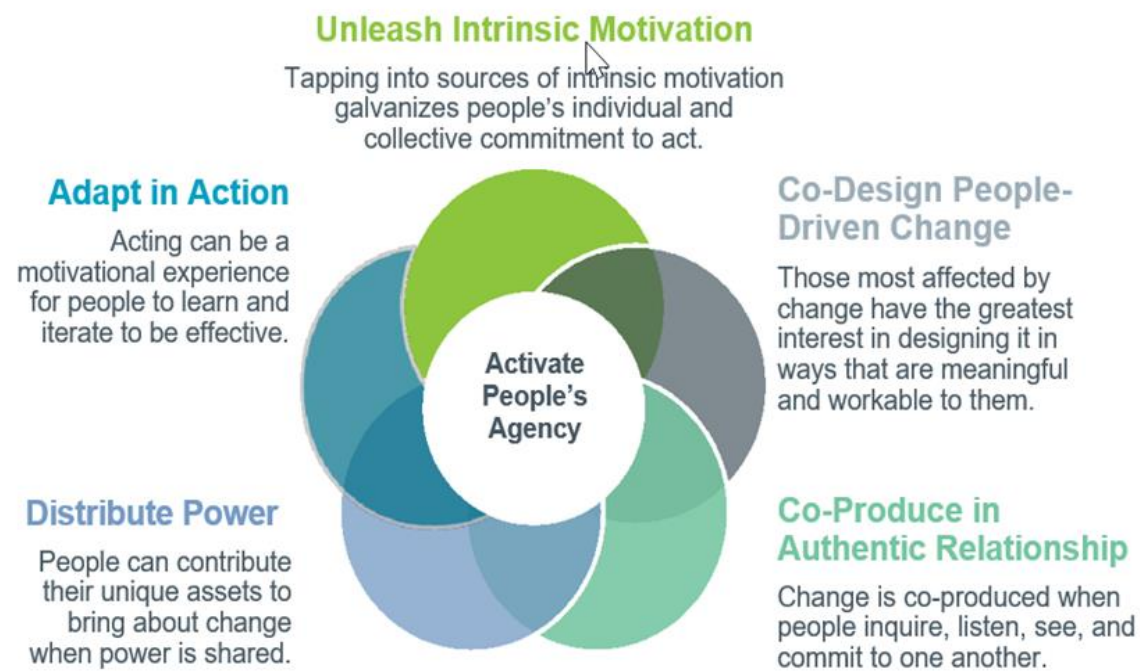 Unleash Intrinsic Motivation
Tapping into sources of intrinsic motivation
galvanizes people's individual and
collective commitment to act.
Adapt in Action
Acting can be a
motivational experience
for people to learn and
iterate to be effective.
Co-Design People-
Driven Change
Those most affected by
change have the greatest
interest in designing it in
ways that are meaningful
and workable to them.
Activate
People's
Agency
Distribute Power
People can contribute
their unique assets to
bring about change
when power is shared.
Co-Produce in
Authentic Relationship
Change is co-produced when
people inquire, listen, see, and
commit to one another.